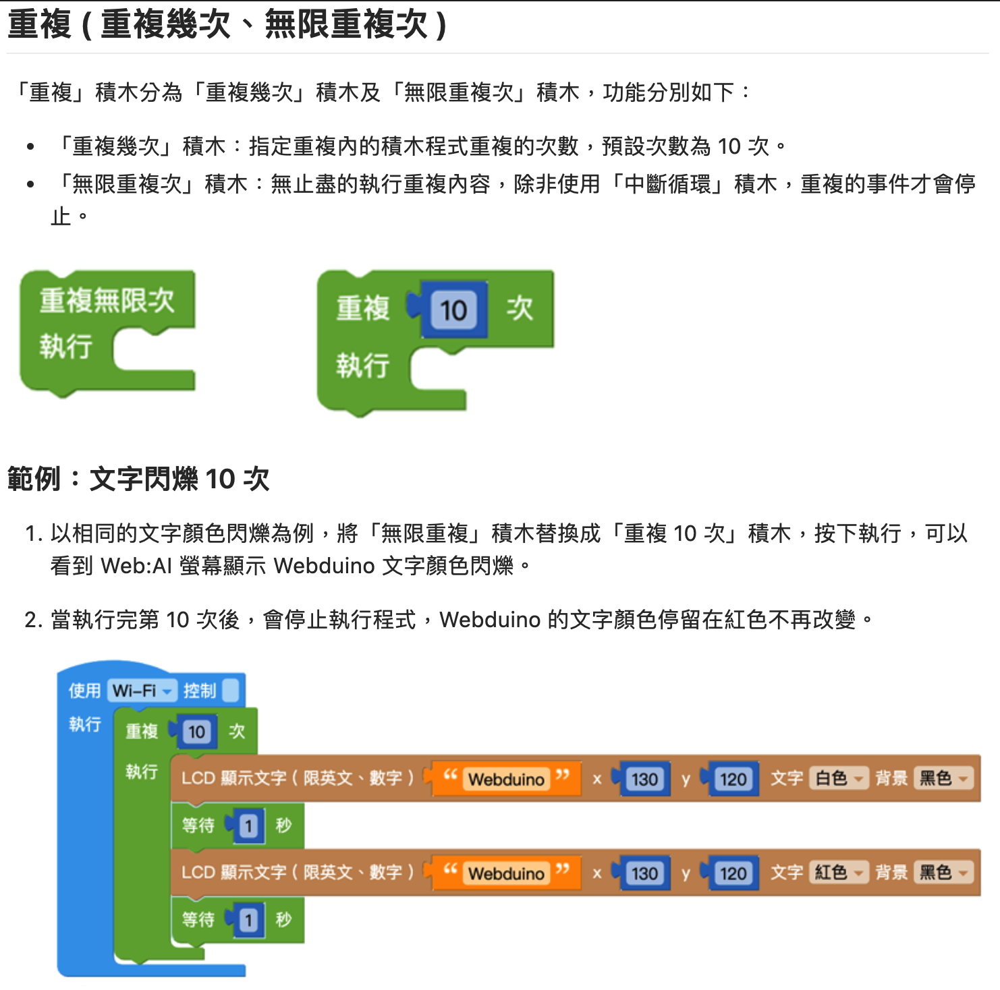 重複 ( 重複幾次、無限重複次 )
「重複」積木分為「重複幾次」積木及「無限重複次」積木，功能分別如下：
• 「重複幾次」積木：指定重複內的積木程式重複的次數，預設次數為 10 次。
• 「無限重複次」積木：無止盡的執行重複內容，除非使用「中斷循環」積木，重複的事件才會停
止。
重複無限次
執行
重複 10 次
執行
範例：文字閃爍 10 次
1. 以相同的文字顏色閃爍為例，將「無限重複」積木替換成「重複 10 次」積木，按下執行，可以
看到 Web:AI 螢幕顯示 Webduino 文字顏色閃爍。
2. 當執行完第 10 次後，會停止執行程式，Webduino 的文字顏色停留在紅色不再改變。
使用 Wi-Fi 控制
執行 重複 10 次
執行 LCD 顯示文字 ( 限英文、數字 ) “ Webduino ” x 130 y 120 文字 白色 背景 黑色
等待 1 秒
LCD 顯示文字 ( 限英文、數字 ) “ Webduino ” x 130 y 120 文字 紅色 背景 黑色
等待 1 秒